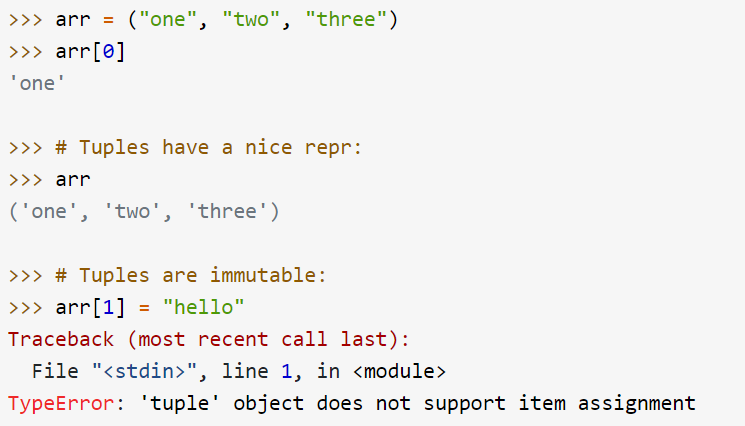 >>> arr = ("one", "two", "three")
>>> arr[0]
'one'
>>> # Tuples have a nice repr:
>>> arr
('one', 'two', 'three')
>>> # Tuples are immutable:
>>> arr[1] = "hello"
Traceback (most recent call last):
  File "<stdin>", line 1, in <module>
TypeError: 'tuple' object does not support item assignment